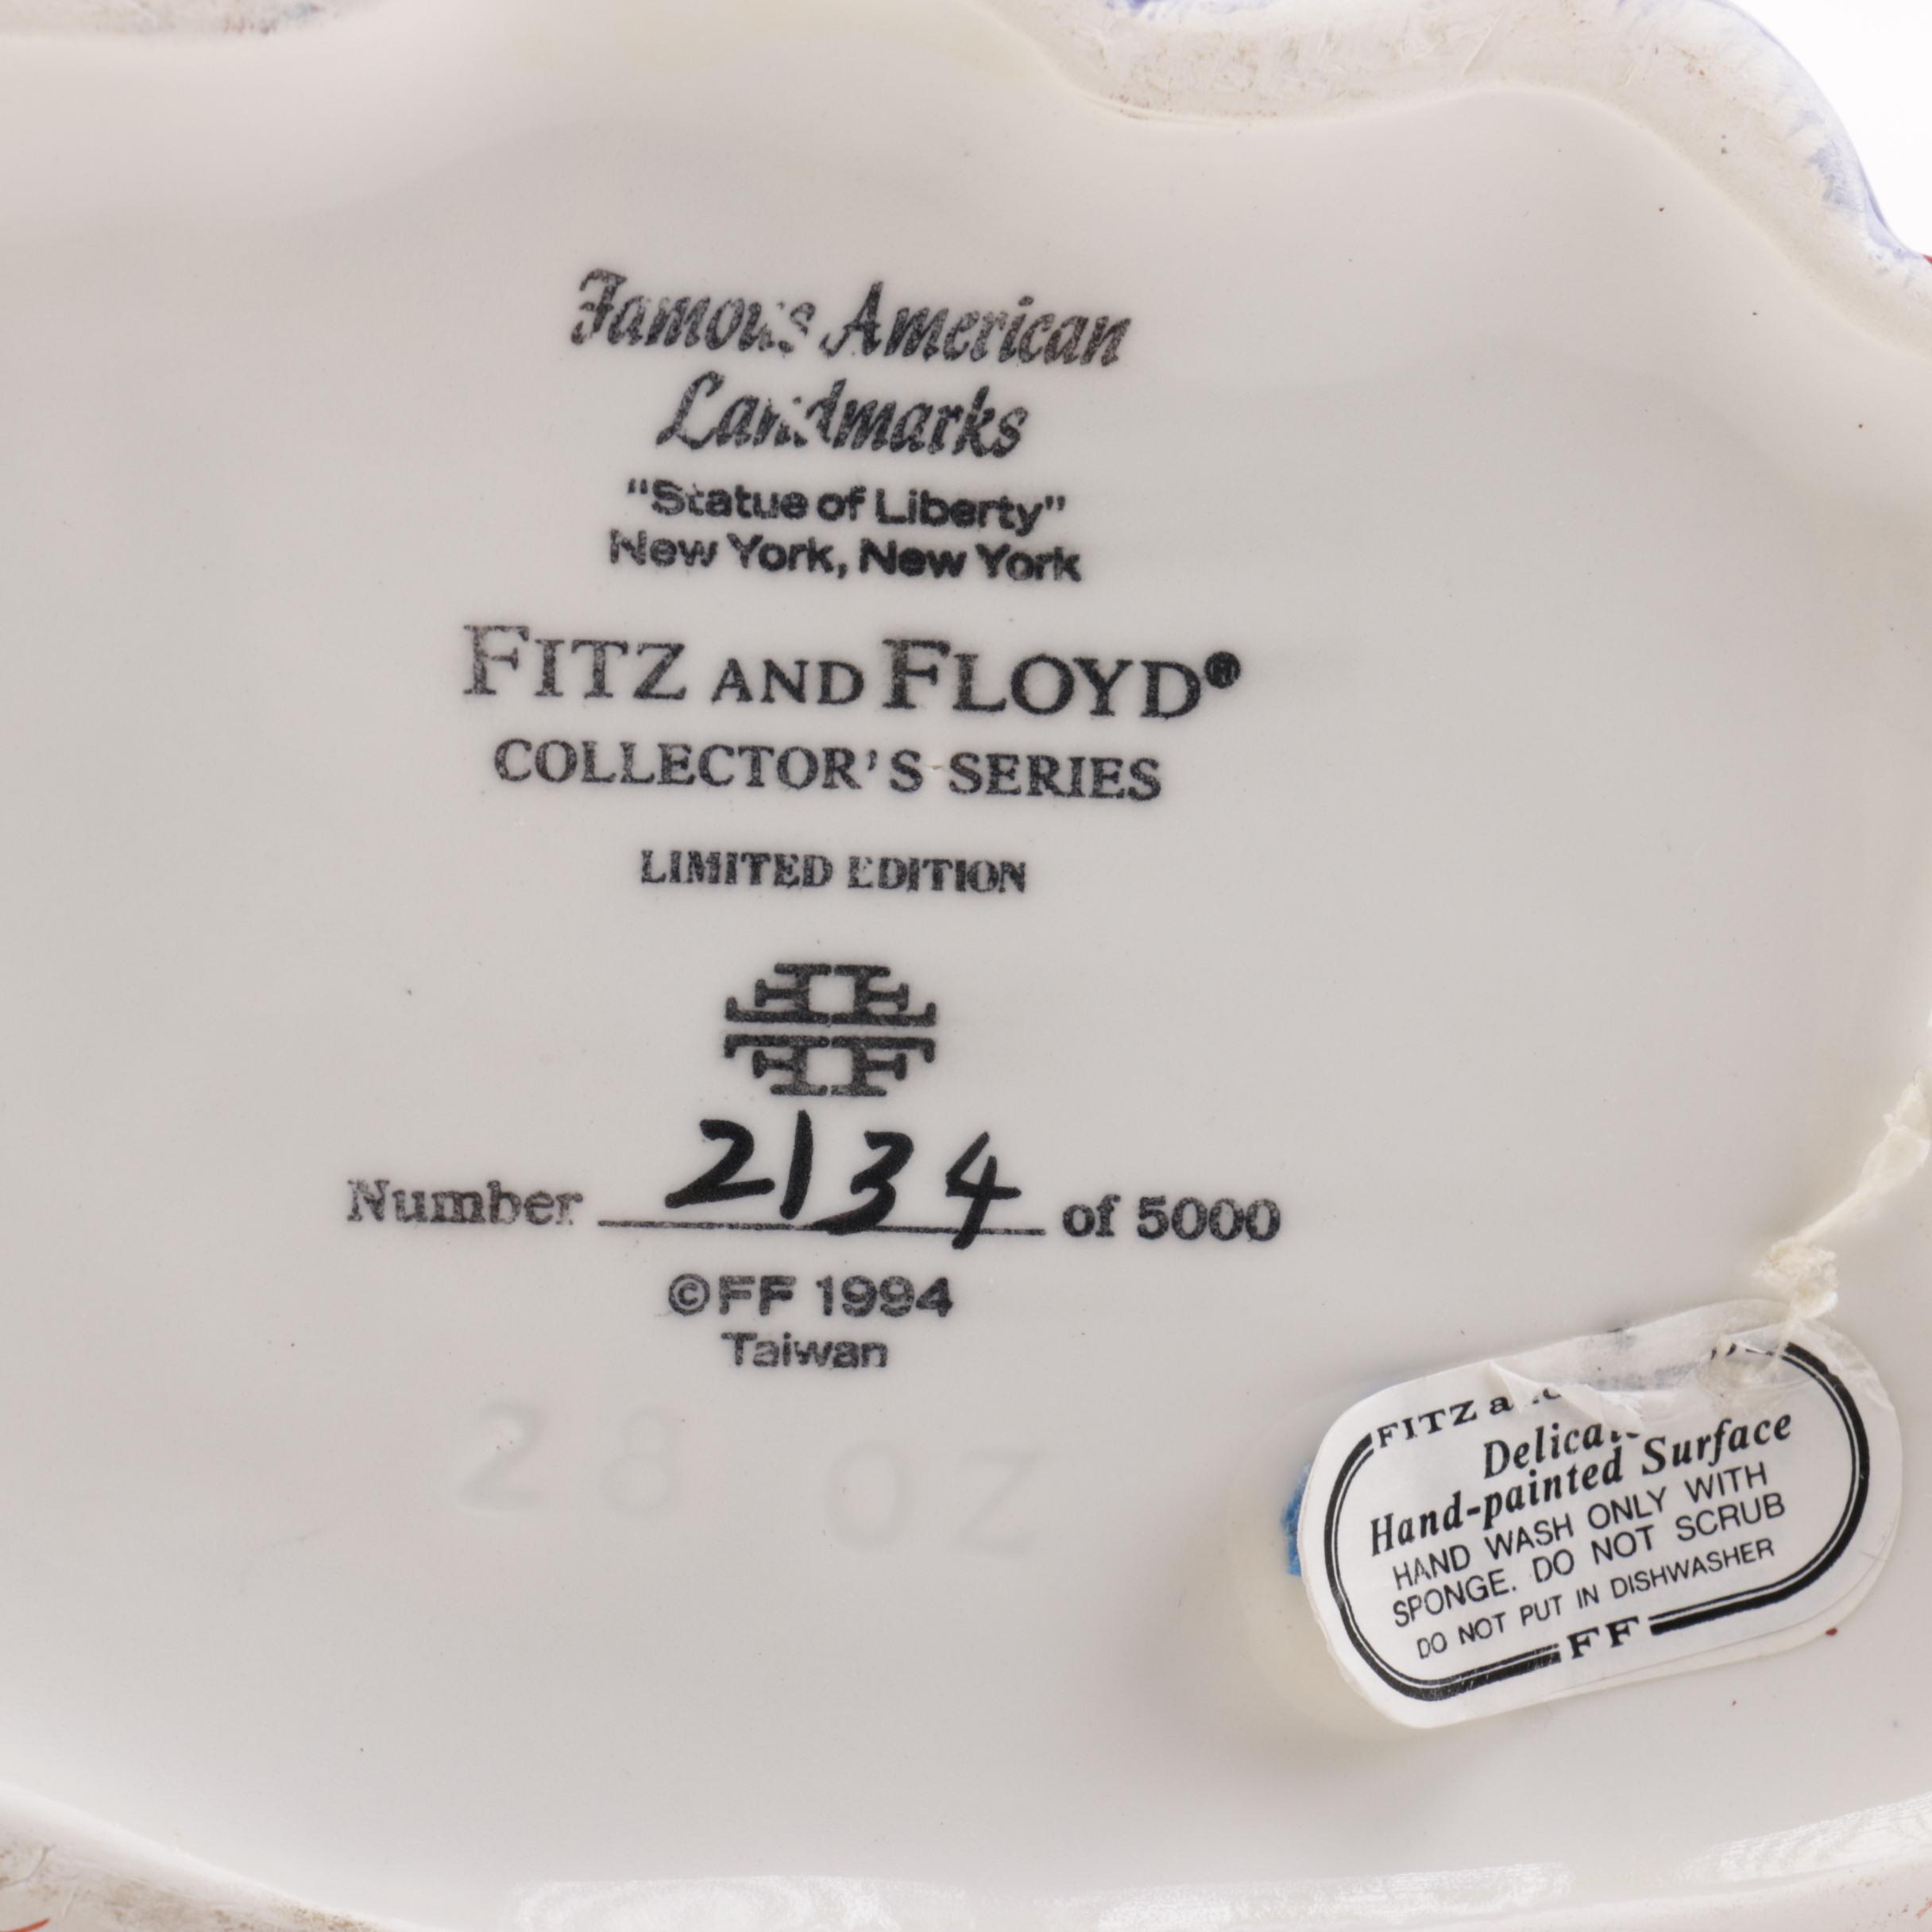 Famous American
Landmarks
"Statue of Liberty"
New York, New York
FITZ AND FLOYD®
COLLECTOR'S SERIES
LIMITED EDITION
FF
Number 2134 of 5000
©FF 1994
Taiwan
28 OZ
FITZ
Hand-painted Surface
HAND WASH ONLY WITH
SPONGE. DO NOT SCRUB
DO NOT PUT IN DISHWASHER
FF